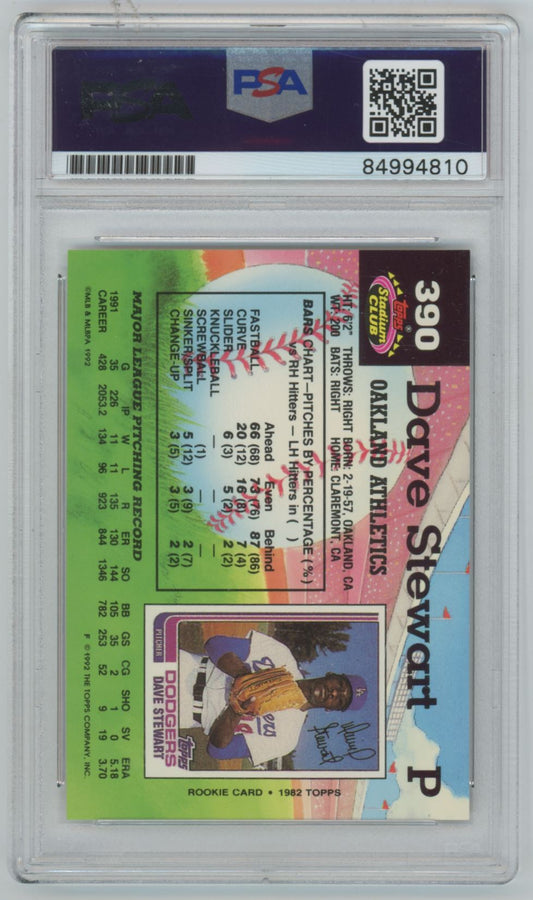 PSA
PSA
84994810
390
Dave Stewart P
Topps®
Stadium
CLUB
OAKLAND ATHLETICS
HT: 6'2" THROWS: RIGHT BORN: 2-19-57, OAKLAND, CA
WT: 200 BATS: RIGHT HOME: CLAREMONT, CA
BARS CHART—PITCHES BY PERCENTAGE (%)
vs RH Hitters — LH Hitters in ( )
Ahead Even Behind
FASTBALL 66 (68) 73 (76) 87 (86)
CURVE 20 (12) 16 (8) 7 (4)
SLIDER 6 (3) 5 (2) 2 (2)
KNUCKLEBALL — — —
SCREWBALL (1) — —
SINKER/SPLIT 5 (12) 3 (9) 2 (7)
CHANGE-UP 3 (5) 3 (5) 2 (2)
Topps
DODGERS
PITCHER DAVE STEWART
David Stewart
ROOKIE CARD • 1982 TOPPS
MAJOR LEAGUE PITCHING RECORD
G IP W L R ER SO BB GS CG SHO SV ERA
1991 35 226 11 11 135 130 144 105 35 2 1 0 5.18
CAREER 428 2053.2 134 96 923 844 1346 782 253 52 9 19 3.70
©MLB & MLBPA 1992
P © 1992 THE TOPPS COMPANY, INC.